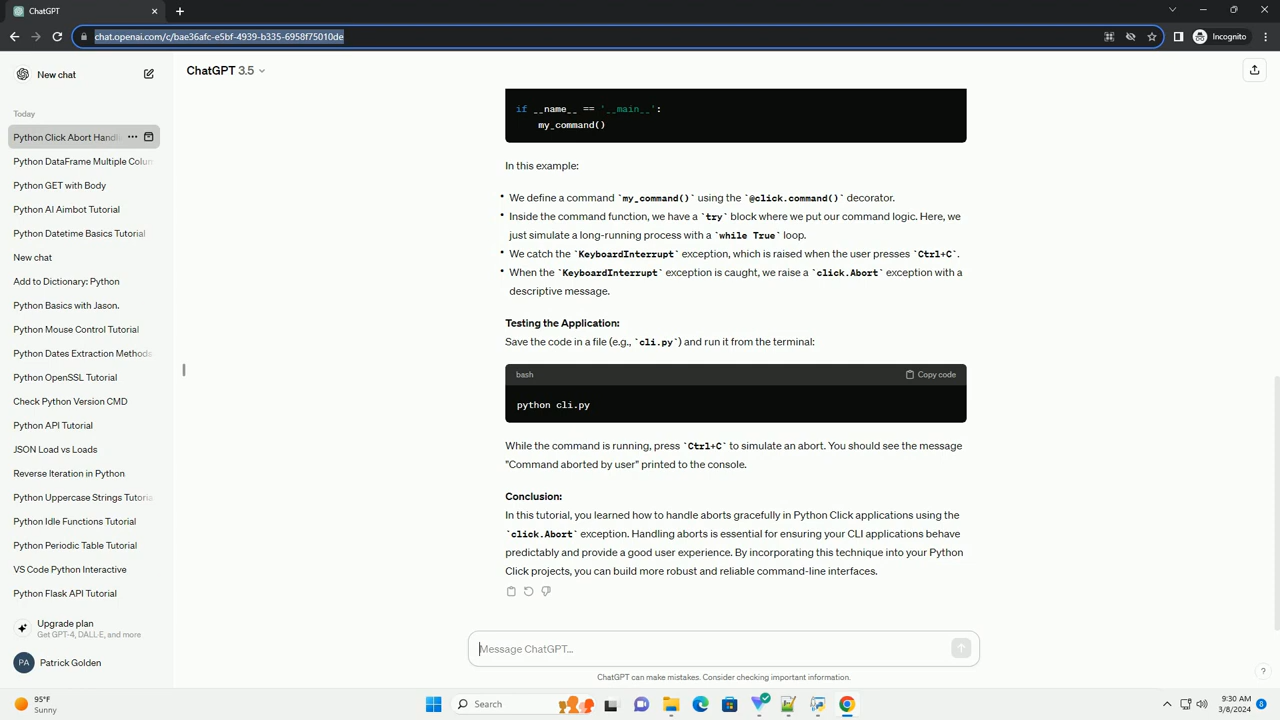 ChatGPT
chat.openai.com/c/bae36afc-e5bf-4939-b335-6958f75010de
Incognito
New chat
ChatGPT 3.5
Today
Python Click Abort Handl
Python DataFrame Multiple Colum
Python GET with Body
Python AI Aimbot Tutorial
Python Datetime Basics Tutorial
New chat
Add to Dictionary: Python
Python Basics with Jason.
Python Mouse Control Tutorial
Python Dates Extraction Methods
Python OpenSSL Tutorial
Check Python Version CMD
Python API Tutorial
JSON Load vs Loads
Reverse Iteration in Python
Python Uppercase Strings Tutoria
Python Idle Functions Tutorial
Python Periodic Table Tutorial
VS Code Python Interactive
Python Flask API Tutorial
Upgrade plan
Get GPT-4, DALL·E, and more
PA
Patrick Golden
if __name__ == '__main__':
my_command()
In this example:
• We define a command `my_command()` using the `@click.command()` decorator.
• Inside the command function, we have a `try` block where we put our command logic. Here, we
just simulate a long-running process with a `while True` loop.
• We catch the `KeyboardInterrupt` exception, which is raised when the user presses `Ctrl+C`.
• When the `KeyboardInterrupt` exception is caught, we raise a `click.Abort` exception with a
descriptive message.
Testing the Application:
Save the code in a file (e.g., `cli.py`) and run it from the terminal:
bash
Copy code
python cli.py
While the command is running, press `Ctrl+C` to simulate an abort. You should see the message
"Command aborted by user" printed to the console.
Conclusion:
In this tutorial, you learned how to handle aborts gracefully in Python Click applications using the
`click.Abort` exception. Handling aborts is essential for ensuring your CLI applications behave
predictably and provide a good user experience. By incorporating this technique into your Python
Click projects, you can build more robust and reliable command-line interfaces.
Message ChatGPT...
ChatGPT can make mistakes. Consider checking important information.
?
95°F
Sunny
Search
9:30 AM
3/8/2024
8